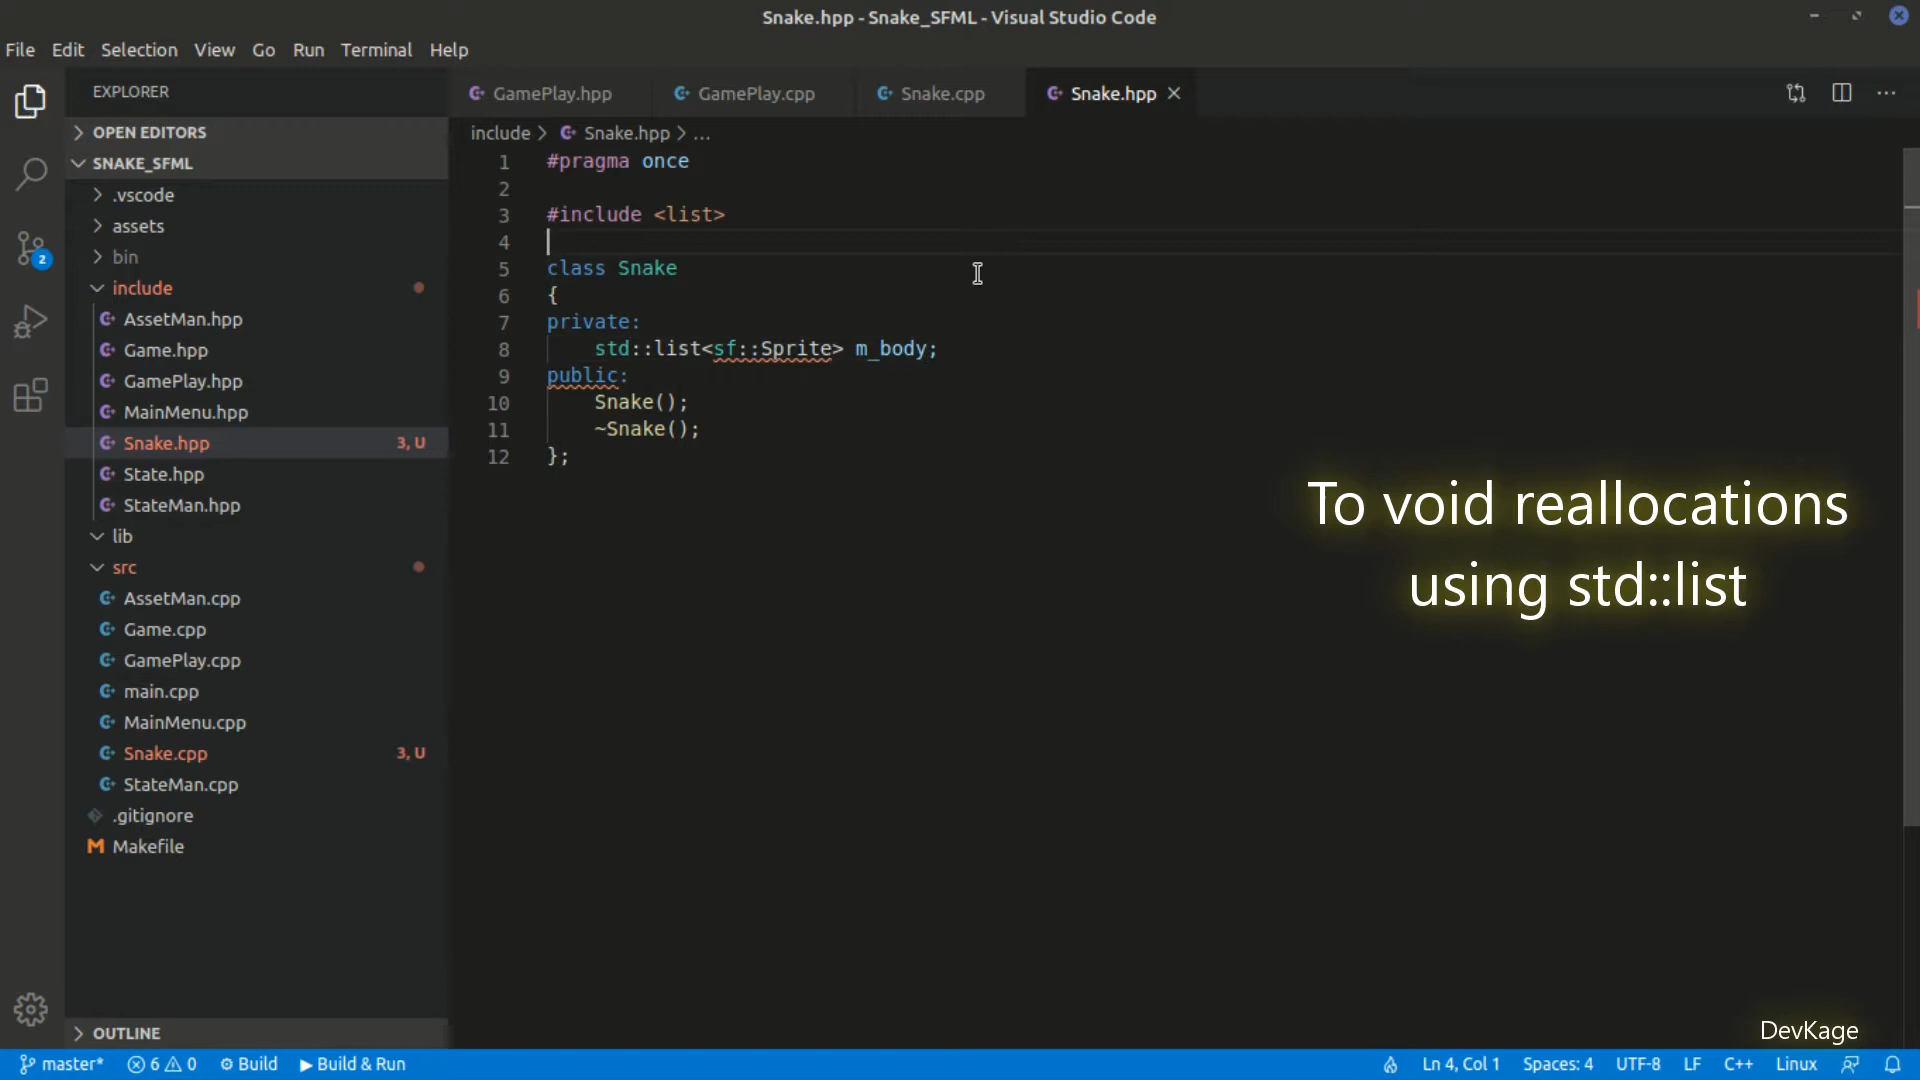 Snake.hpp - Snake_SFML - Visual Studio Code
File Edit Selection View Go Run Terminal Help
EXPLORER
OPEN EDITORS
SNAKE_SFML
.vscode
assets
bin
include
AssetMan.hpp
Game.hpp
GamePlay.hpp
MainMenu.hpp
Snake.hpp 3, U
State.hpp
StateMan.hpp
lib
src
AssetMan.cpp
Game.cpp
GamePlay.cpp
main.cpp
MainMenu.cpp
Snake.cpp 3, U
StateMan.cpp
.gitignore
M Makefile
OUTLINE
2
GamePlay.hpp GamePlay.cpp Snake.cpp Snake.hpp
include > Snake.hpp > ...
1 #pragma once
2
3 #include <list>
4
5 class Snake
6 {
7 private:
8     std::list<sf::Sprite> m_body;
9 public:
10     Snake();
11     ~Snake();
12 };
To void reallocations
using std::list
DevKage
master* 6 0 Build Build & Run Ln 4, Col 1 Spaces: 4 UTF-8 LF C++ Linux